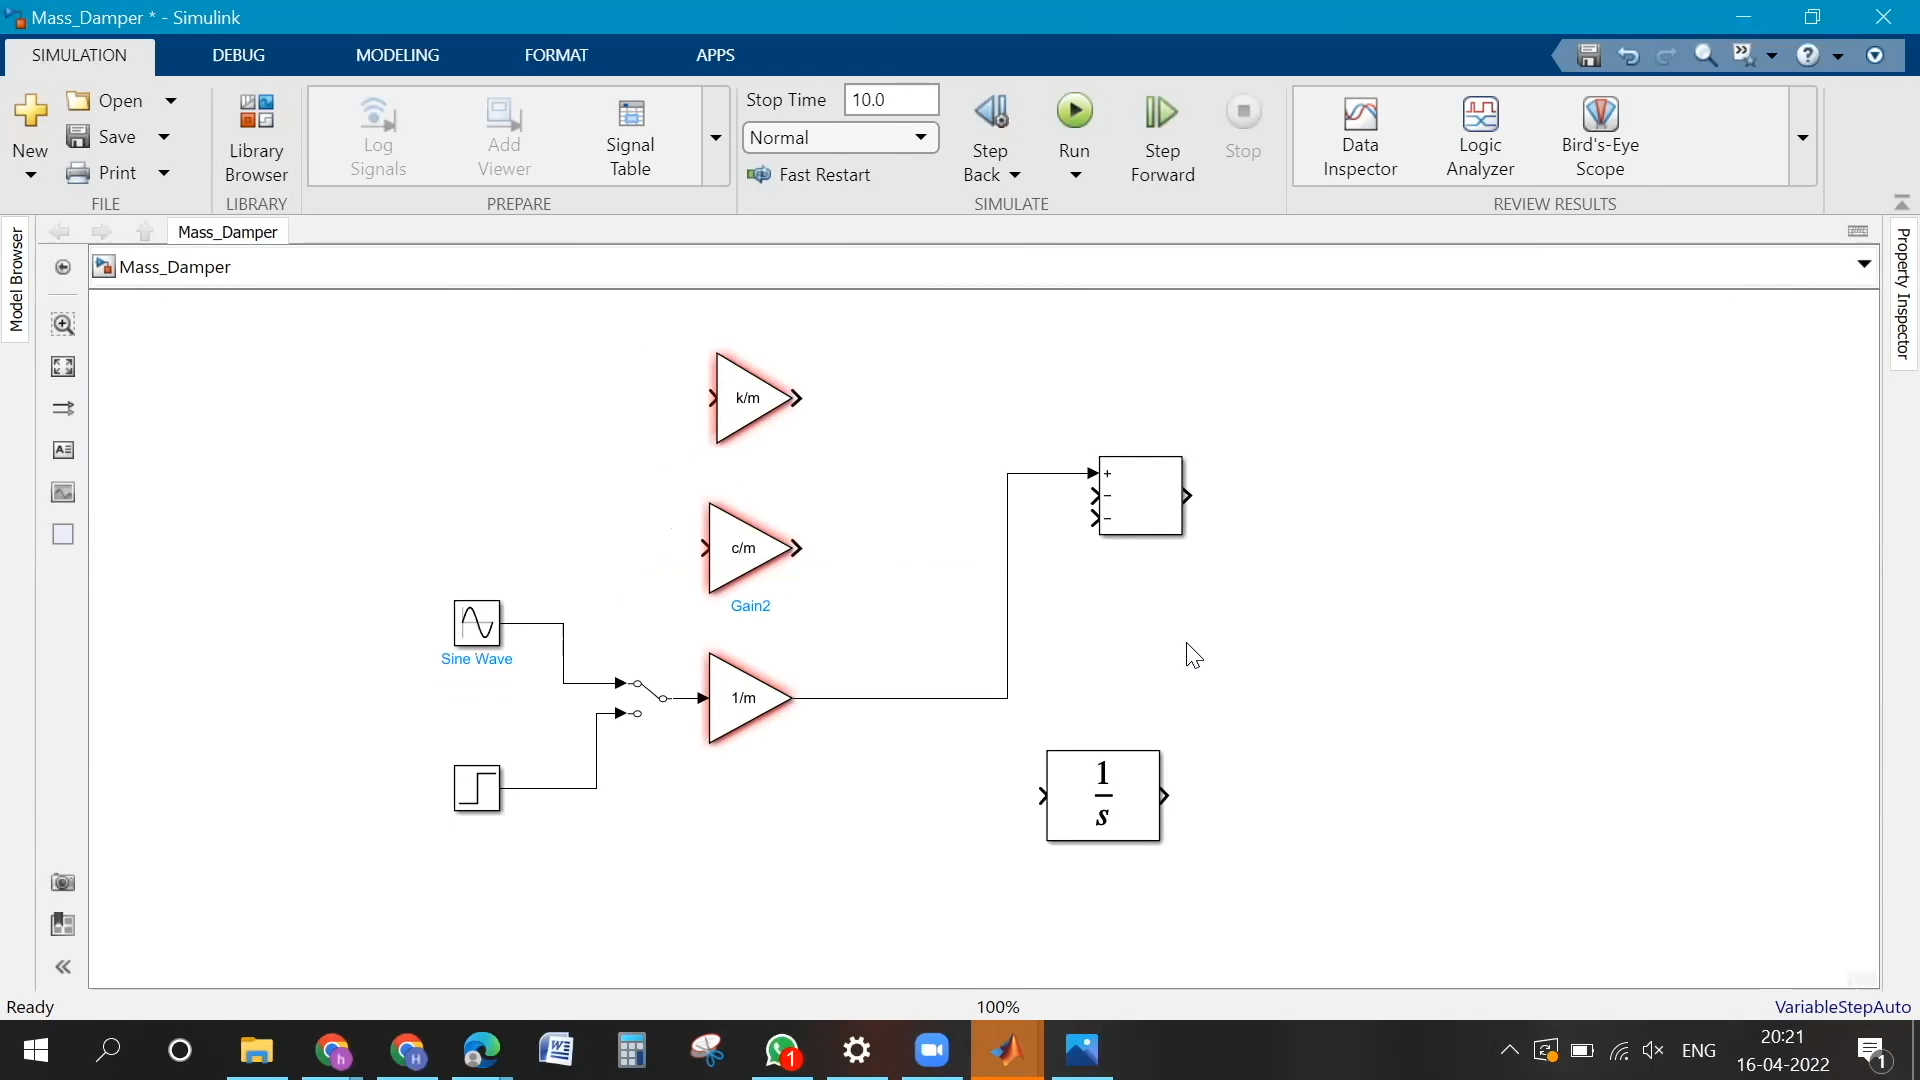 Mass_Damper * - Simulink
SIMULATION DEBUG MODELING FORMAT APPS
New
Open
Save
Print
FILE
Library
Browser
LIBRARY
Log
Signals
Add
Viewer
Signal
Table
PREPARE
Stop Time 10.0
Normal
Fast Restart
Step
Back
Run
Step
Forward
Stop
SIMULATE
Data
Inspector
Logic
Analyzer
Bird's-Eye
Scope
REVIEW RESULTS
Model Browser
Mass_Damper
Mass_Damper
Property Inspector
k/m
+
−
−
c/m
Gain2
Sine Wave
1/m
1
s
Ready 100% VariableStepAuto
1
ENG
20:21
16-04-2022
1